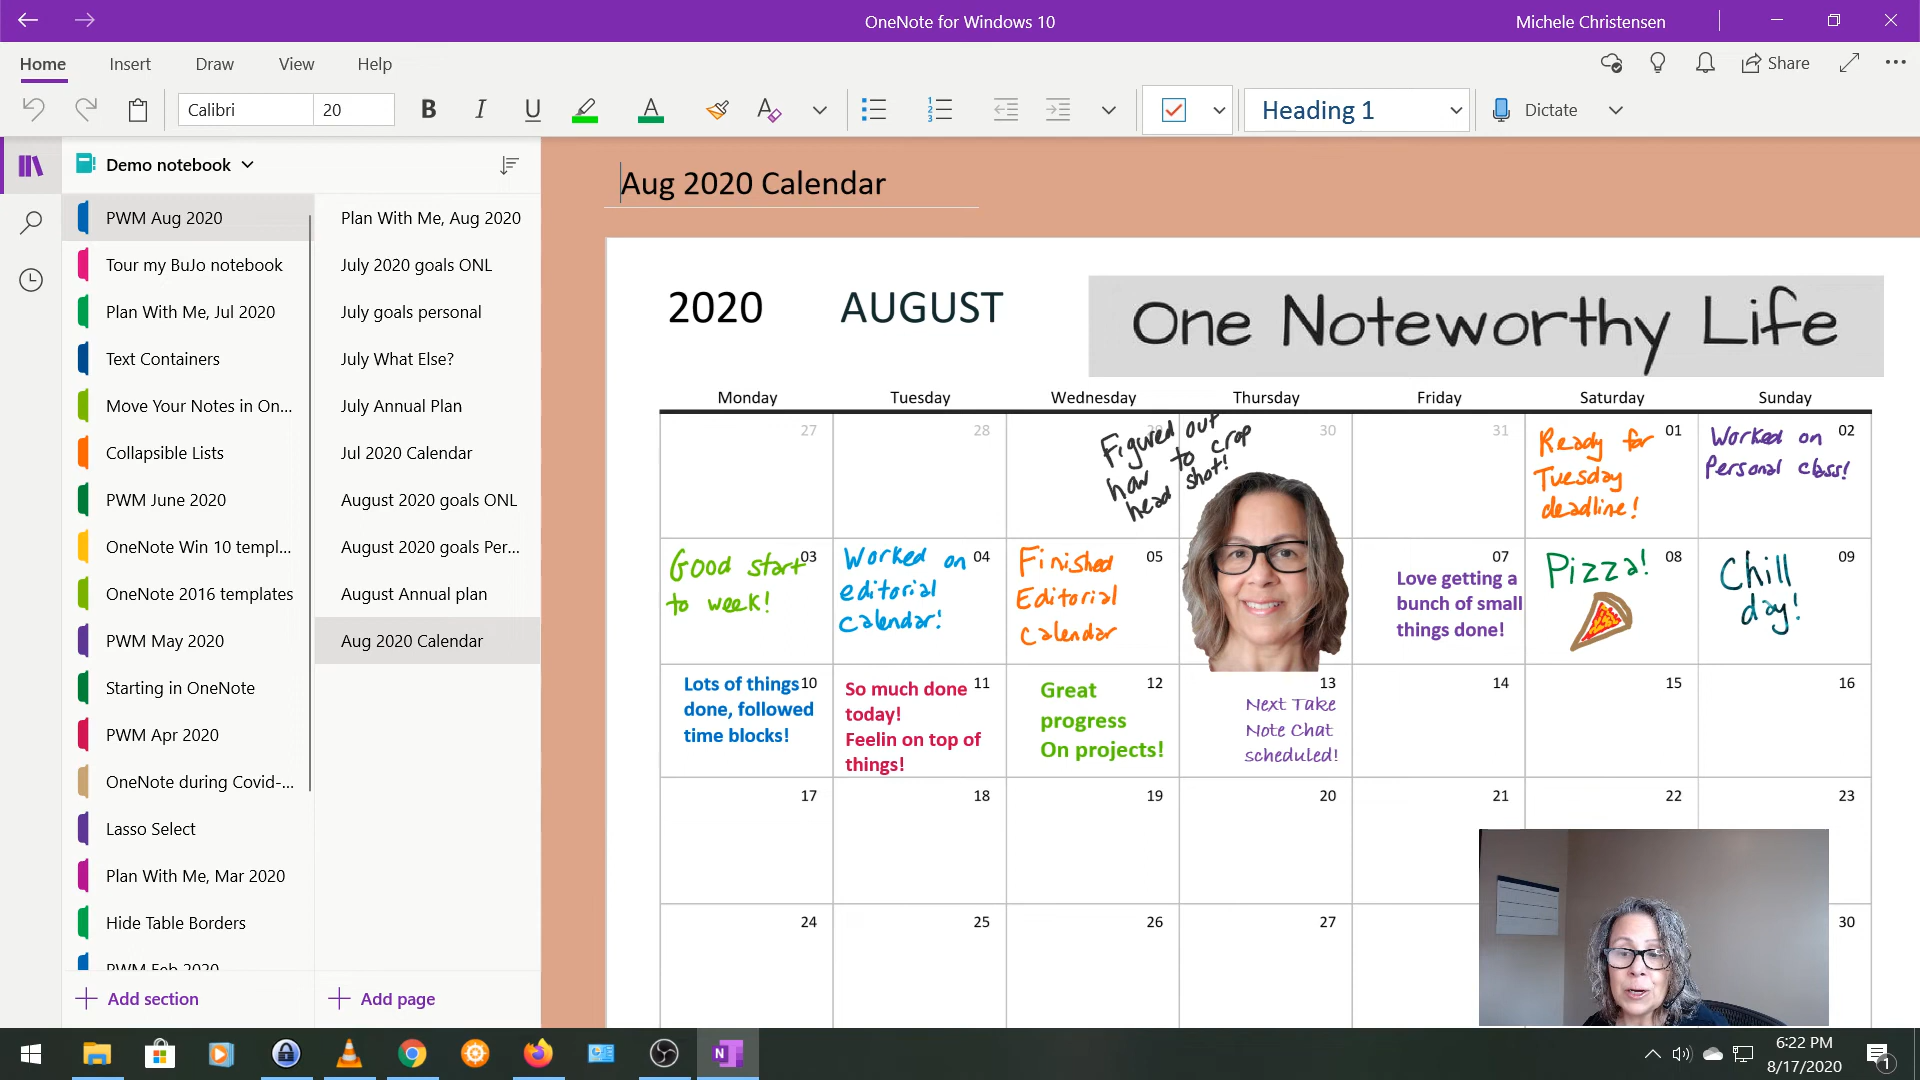 OneNote for Windows 10
Michele Christensen
Home
Insert
Draw
View
Help
Share
Calibri
20
B
I
U
A
A
Heading 1
Dictate
Demo notebook
PWM Aug 2020
Tour my BuJo notebook
Plan With Me, Jul 2020
Text Containers
Move Your Notes in On...
Collapsible Lists
PWM June 2020
OneNote Win 10 templ...
OneNote 2016 templates
PWM May 2020
Starting in OneNote
PWM Apr 2020
OneNote during Covid-...
Lasso Select
Plan With Me, Mar 2020
Hide Table Borders
PWM Feb 2020
Add section
Plan With Me, Aug 2020
July 2020 goals ONL
July goals personal
July What Else?
July Annual Plan
Jul 2020 Calendar
August 2020 goals ONL
August 2020 goals Per...
August Annual plan
Aug 2020 Calendar
Add page
Aug 2020 Calendar
2020
AUGUST
One Noteworthy Life
Monday
Tuesday
Wednesday
Thursday
Friday
Saturday
Sunday
27
28
29
Figured out
how to crop
head shot!
30
31
01
Ready for
Tuesday
deadline!
02
Worked on
Personal class!
03
Good start
to week!
04
Worked on
editorial
calendar!
05
Finished
Editorial
Calendar
07
Love getting a
bunch of small
things done!
08
Pizza!
09
Chill
day!
10
Lots of things
done, followed
time blocks!
11
So much done
today!
Feelin on top of
things!
12
Great
progress
On projects!
13
Next Take
Note Chat
scheduled!
14
15
16
17
18
19
20
21
22
23
24
25
26
27
30
N
6:22 PM
8/17/2020
1